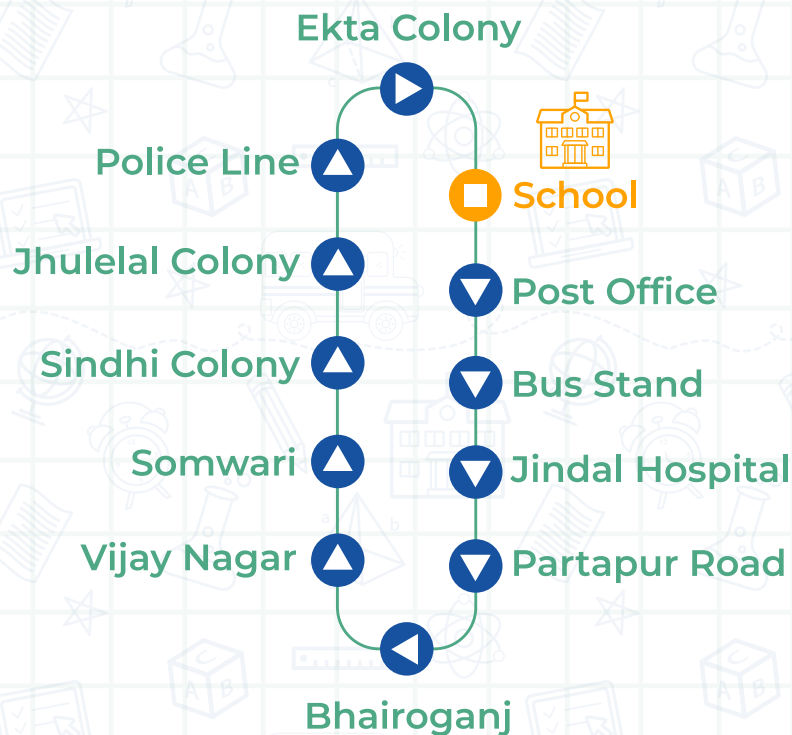 Ekta Colony
Police Line
School
Jhulelal Colony
Post Office
Sindhi Colony
Bus Stand
Somwari
Jindal Hospital
Vijay Nagar
Partapur Road
Bhairoganj